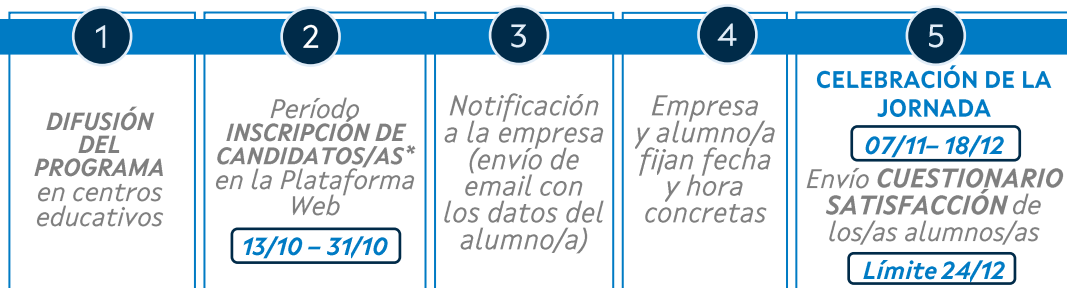 1
DIFUSIÓN
DEL
PROGRAMA
en centros
educativos
2
Período
INSCRIPCIÓN DE
CANDIDATOS/AS*
en la Plataforma
Web
13/10 – 31/10
3
Notificación
a la empresa
(envío de
email con
los datos del
alumno/a)
4
Empresa
y alumno/a
fijan fecha
y hora
concretas
5
CELEBRACIÓN DE LA
JORNADA
07/11– 18/12
Envío CUESTIONARIO
SATISFACCIÓN de
los/as alumnos/as
Límite 24/12